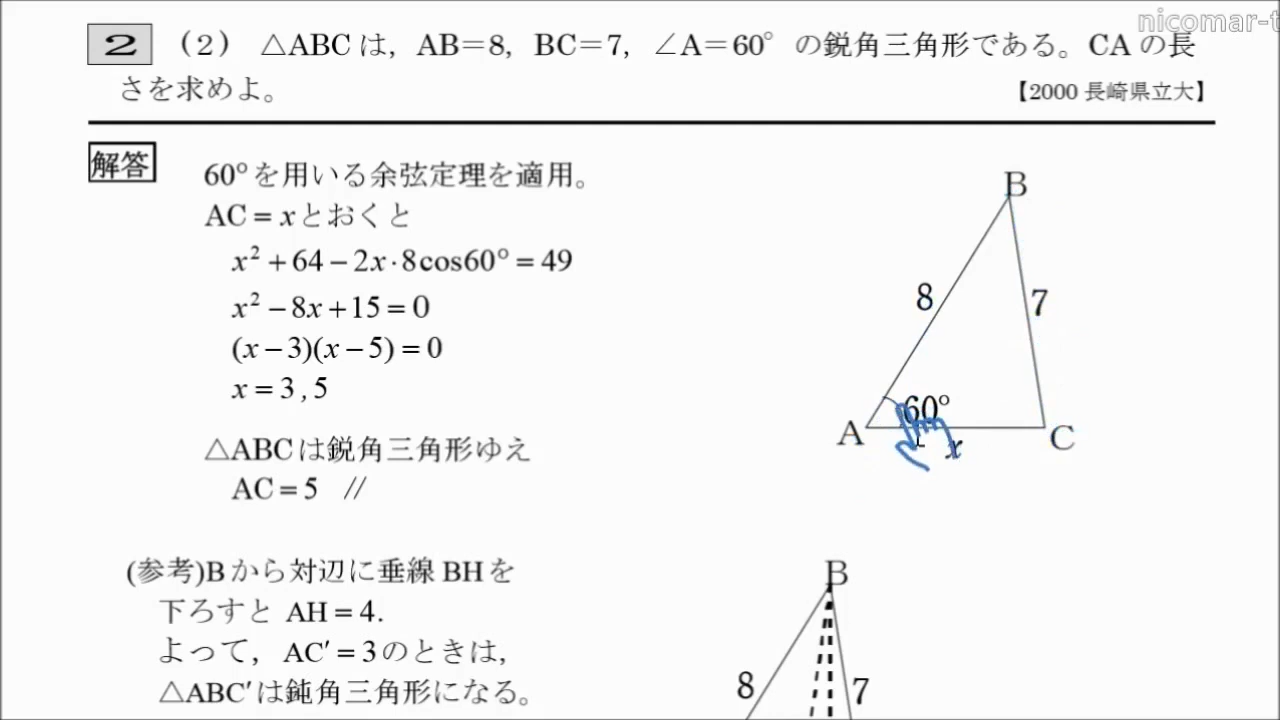 nicomar-t
2 (2) △ABCは，AB＝8，BC＝7，∠A＝60°の鋭角三角形である。CAの長
さを求めよ。
【2000 長崎県立大】
解答
60°を用いる余弦定理を適用。
AC = xとおくと
x² + 64 − 2x·8cos60° = 49
x² − 8x + 15 = 0
(x − 3)(x − 5) = 0
x = 3 , 5
△ABCは鋭角三角形ゆえ
AC = 5 //
B
8
7
60°
A
x
C
(参考)Bから対辺に垂線BHを
下ろすと AH = 4.
よって，AC′ = 3のときは，
△ABC′は鈍角三角形になる。
B
8
7